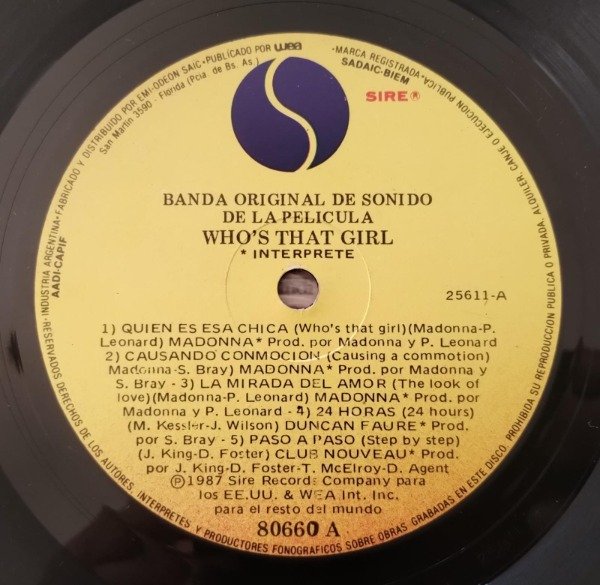 INDUSTRIA ARGENTINA • FABRICADO Y DISTRIBUIDO POR EMI-ODEON SAIC • PUBLICADO POR wea
AADI-CAPIF
San Martín 3590 - Florida (Pcia. de Bs. As.)
MARCA REGISTRADA
SADAIC-BIEM
ALQUILER, CANJE O EJECUCION PUBLICA
SIRE®
BANDA ORIGINAL DE SONIDO
DE LA PELICULA
WHO'S THAT GIRL
* INTERPRETE
25611-A
1) QUIEN ES ESA CHICA (Who's that girl)(Madonna-P.
Leonard) MADONNA* Prod. por Madonna y P. Leonard
2) CAUSANDO CONMOCION (Causing a commotion)
Madonna-S. Bray) MADONNA* Prod. por Madonna y
S. Bray - 3) LA MIRADA DEL AMOR (The look of
love)(Madonna-P. Leonard) MADONNA* Prod. por
Madonna y P. Leonard - 4) 24 HORAS (24 hours)
(M. Kessler-J. Wilson) DUNCAN FAURE* Prod.
por S. Bray - 5) PASO A PASO (Step by step)
(J. King-D. Foster) CLUB NOUVEAU* Prod.
por J. King-D. Foster-T. McElroy-D. Agent
℗1987 Sire Records Company para
los EE.UU. & WEA Int. Inc.
para el resto del mundo
80660 A
RESERVADOS DERECHOS DE LOS AUTORES, INTERPRETES Y PRODUCTORES FONOGRAFICOS SOBRE OBRAS GRABADAS EN ESTE DISCO. PROHIBIDA SU REPRODUCCION PUBLICA O PRIVADA,